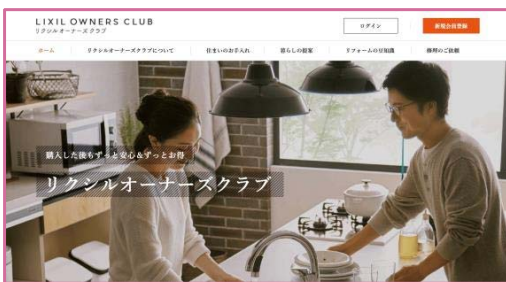 LIXIL OWNERS CLUB
リクシルオーナーズクラブ
ログイン
新規会員登録
ホーム
リクシルオーナーズクラブについて
住まいのお手入れ
暮らしの提案
リフォームの豆知識
修理のご依頼
購入した後もずっと安心&ずっとお得
リクシルオーナーズクラブ